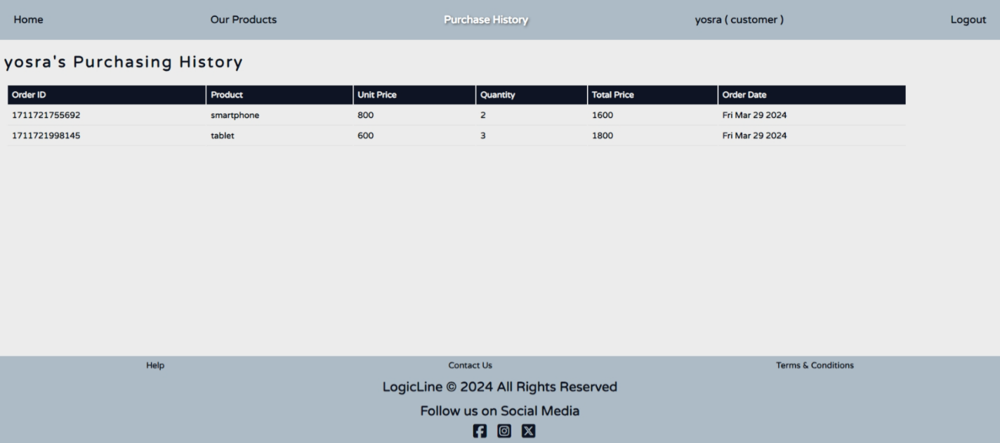 Home Our Products Purchase History yosra ( customer ) Logout
yosra's Purchasing History
Order ID Product Unit Price Quantity Total Price Order Date
1711721755692 smartphone 800 2 1600 Fri Mar 29 2024
1711721998145 tablet 600 3 1800 Fri Mar 29 2024
Help Contact Us Terms & Conditions
LogicLine © 2024 All Rights Reserved
Follow us on Social Media